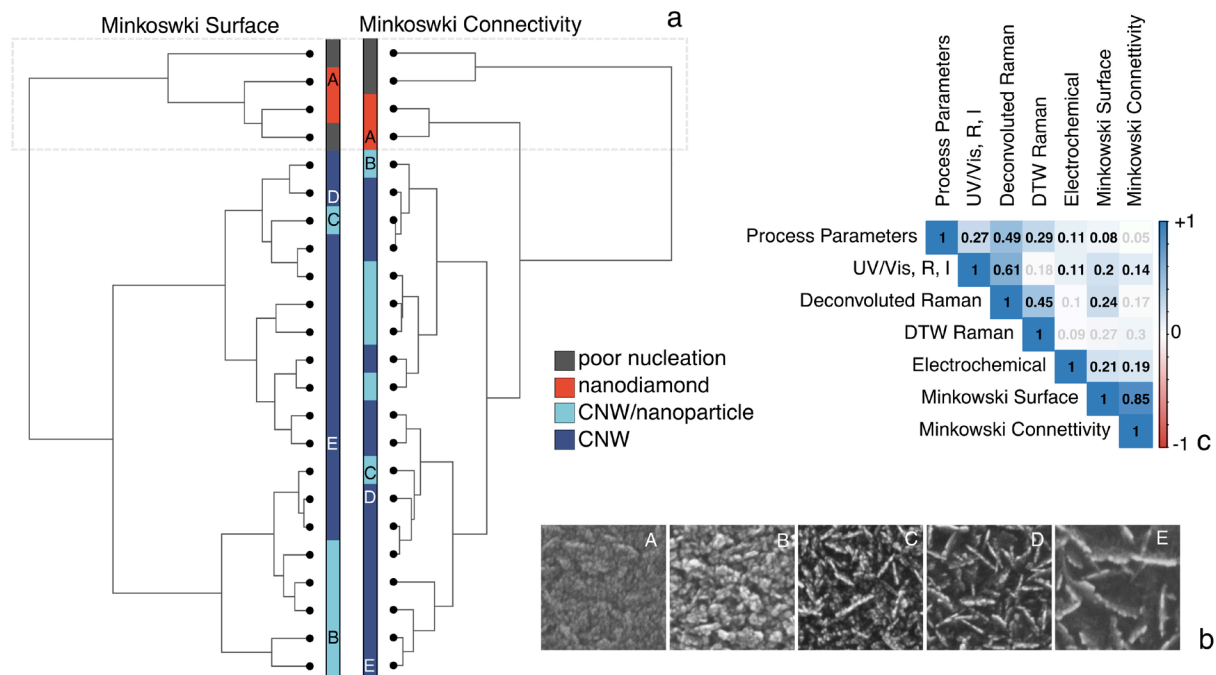 Minkoswki Surface
Minkoswki Connectivity
a
A
D
C
E
B
A
B
C
D
E
poor nucleation
nanodiamond
CNW/nanoparticle
CNW
Process Parameters
UV/Vis, R, I
Deconvoluted Raman
DTW Raman
Electrochemical
Minkowski Surface
Minkowski Connettivity
Process Parameters 1 0.27 0.49 0.29 0.11 0.08 0.05
UV/Vis, R, I 1 0.61 0.18 0.11 0.2 0.14
Deconvoluted Raman 1 0.45 0.1 0.24 0.17
DTW Raman 1 0.09 0.27 0.3
Electrochemical 1 0.21 0.19
Minkowski Surface 1 0.85
Minkowski Connettivity 1
+1
0
-1
c
A
B
C
D
E
b